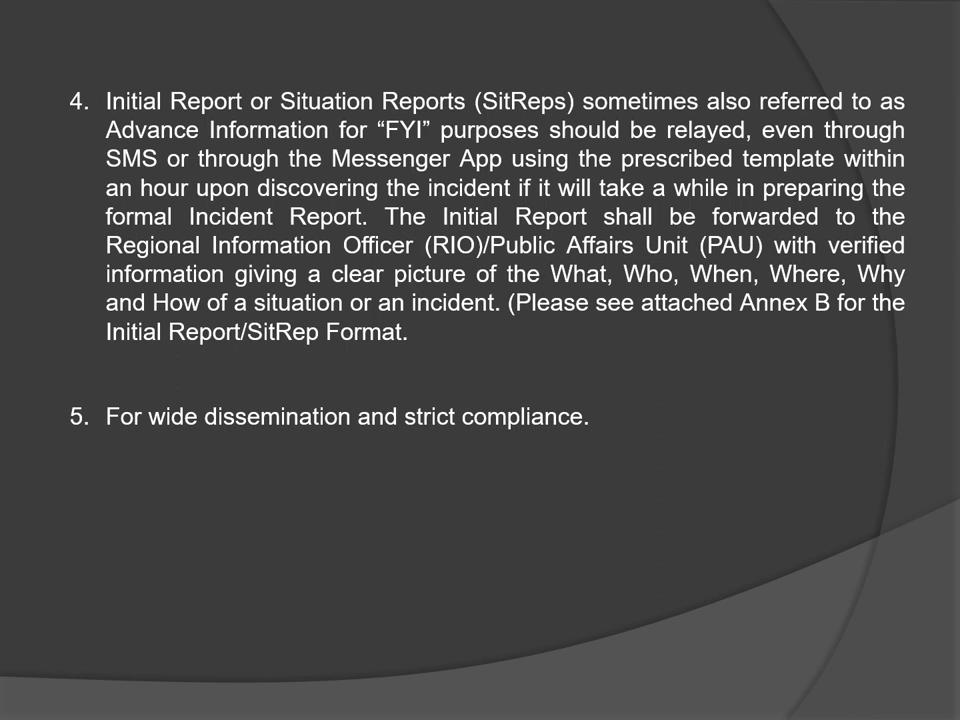 4. Initial Report or Situation Reports (SitReps) sometimes also referred to as
Advance Information for “FYI” purposes should be relayed, even through
SMS or through the Messenger App using the prescribed template within
an hour upon discovering the incident if it will take a while in preparing the
formal Incident Report. The Initial Report shall be forwarded to the
Regional Information Officer (RIO)/Public Affairs Unit (PAU) with verified
information giving a clear picture of the What, Who, When, Where, Why
and How of a situation or an incident. (Please see attached Annex B for the
Initial Report/SitRep Format.
5. For wide dissemination and strict compliance.